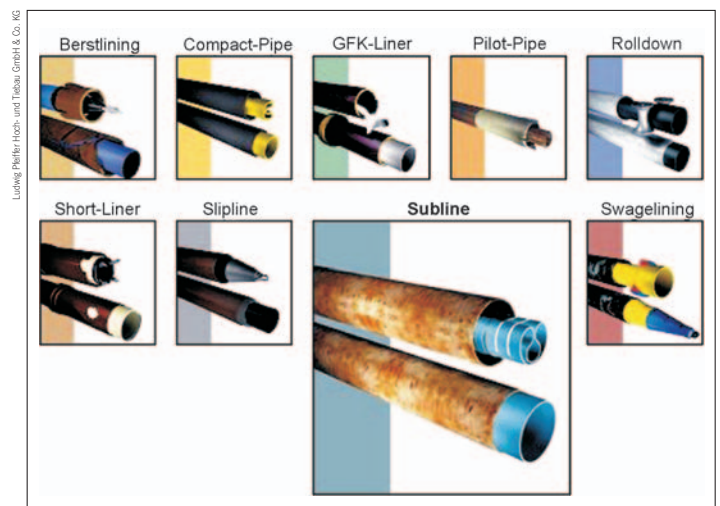 Ludwig Pfeiffer Hoch- und Tiefbau GmbH & Co. KG
Berstlining
Compact-Pipe
GFK-Liner
Pilot-Pipe
Rolldown
Short-Liner
Slipline
Subline
Swagelining